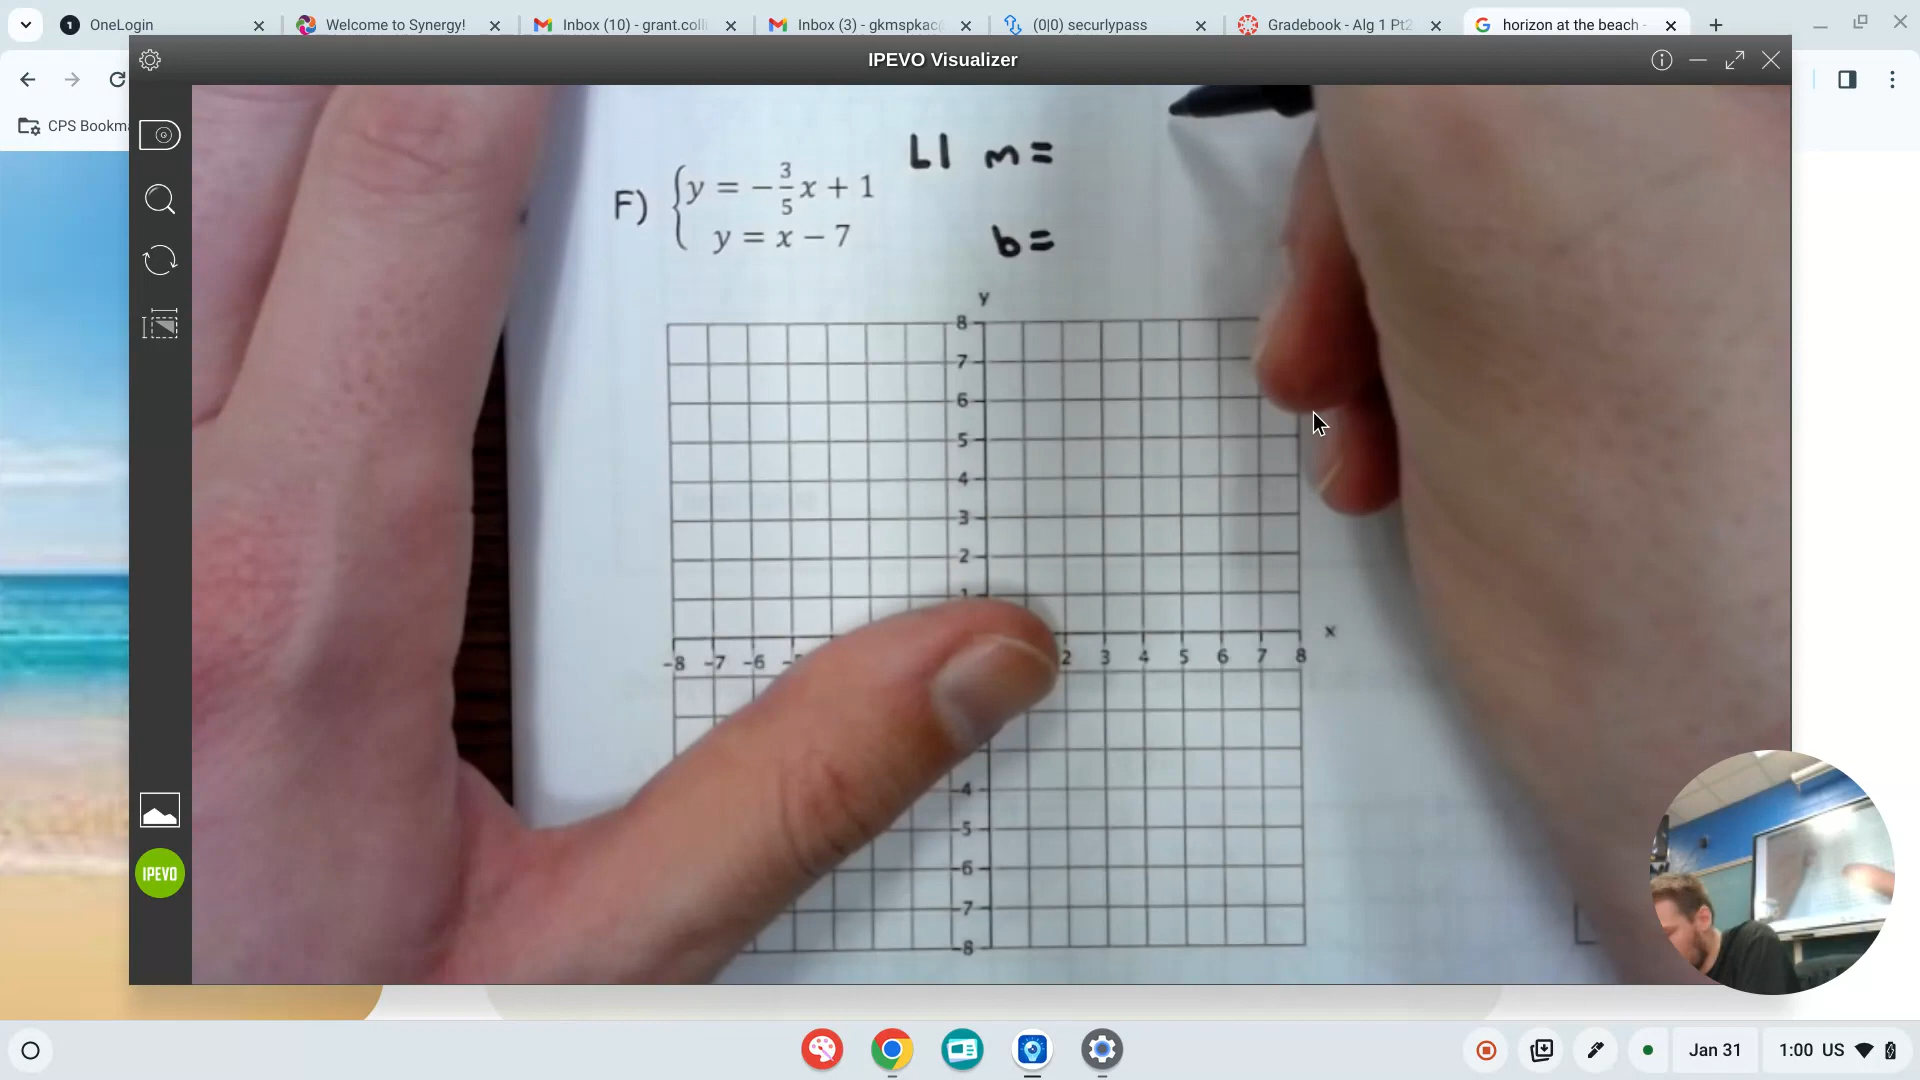 OneLogin
Welcome to Synergy!
Inbox (10) - grant.coll
Inbox (3) - gkmspkac
(0|0) securlypass
Gradebook - Alg 1 Pt2
horizon at the beach -
IPEVO Visualizer
CPS Bookma
L1 m =
F) { y = -3/5 x + 1
y = x - 7
b =
y
8
7
6
5
4
3
2
1
x
-8 -7 -6 2 3 4 5 6 7 8
-4
-5
-6
-7
-8
IPEVO
Jan 31
1:00 US